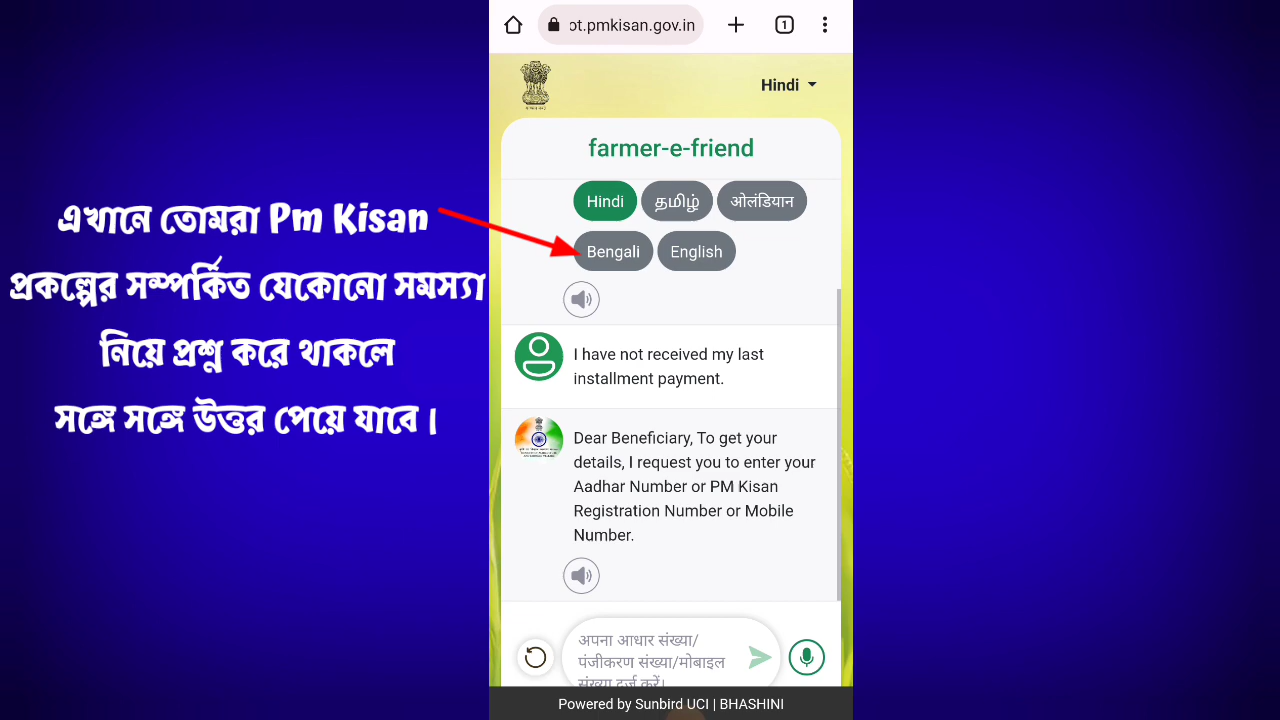 এখানে তোমরা Pm Kisan
প্রকল্পের সম্পর্কিত যেকোনো সমস্যা
নিয়ে প্রশ্ন করে থাকলে
সঙ্গে সঙ্গে উত্তর পেয়ে যাবে।
ot.pmkisan.gov.in
1
Hindi
farmer-e-friend
Hindi
தமிழ்
ओलंडियान
Bengali
English
I have not received my last
installment payment.
Dear Beneficiary, To get your
details, I request you to enter your
Aadhar Number or PM Kisan
Registration Number or Mobile
Number.
अपना आधार संख्या/
पंजीकरण संख्या/मोबाइल
संख्या दर्ज करें।
Powered by Sunbird UCI | BHASHINI